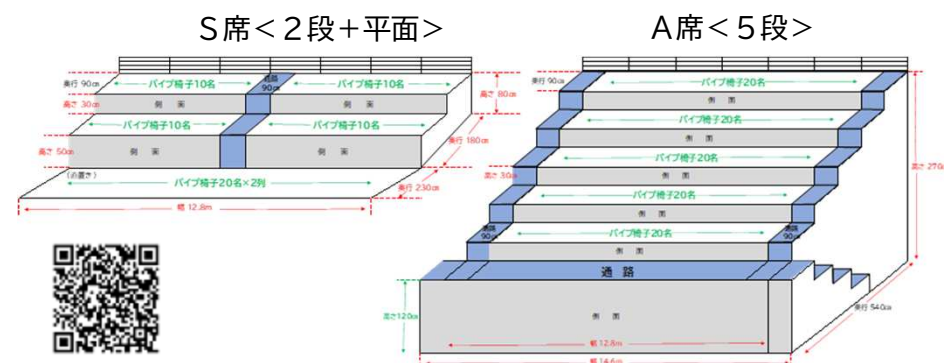 S席<2段+平面>
A席<5段>
奥行 90㎝
パイプ椅子10名
通路
90㎝
パイプ椅子10名
高さ 30㎝
側 面
側 面
高さ 80㎝
パイプ椅子10名
パイプ椅子10名
高さ 50㎝
側 面
側 面
奥行 180㎝
パイプ椅子20名×2列
奥行 230㎝
幅 12.8m
奥行 90㎝
パイプ椅子20名
側 面
パイプ椅子20名
側 面
パイプ椅子20名
高さ 30㎝
側 面
高さ 270㎝
パイプ椅子20名
側 面
通路
90㎝
パイプ椅子20名
通路
90㎝
側 面
通 路
高さ120㎝
側 面
奥行 540㎝
幅 12.8m
幅 14.6m